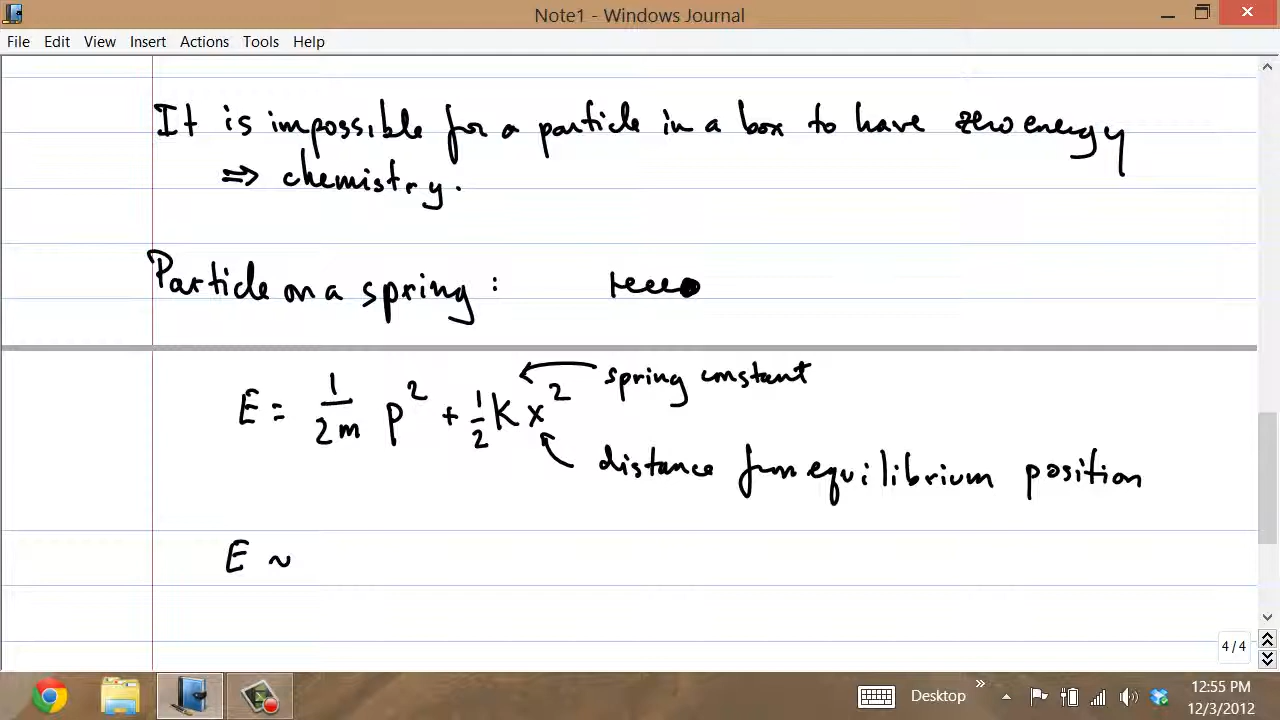 Note1 - Windows Journal
File Edit View Insert Actions Tools Help
It is impossible for a particle in a box to have zero energy
⇒ chemistry.
Particle on a spring :
E = 1/2m p² + 1/2 K x² spring constant
distance from equilibrium position
E ~
4 / 4
Desktop » 12:55 PM
12/3/2012